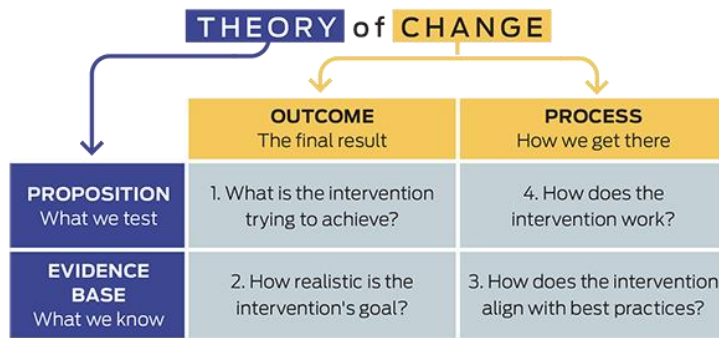 THEORY of CHANGE
OUTCOME
The final result
PROCESS
How we get there
PROPOSITION
What we test
1. What is the intervention
trying to achieve?
4. How does the
intervention work?
EVIDENCE
BASE
What we know
2. How realistic is the
intervention's goal?
3. How does the intervention
align with best practices?